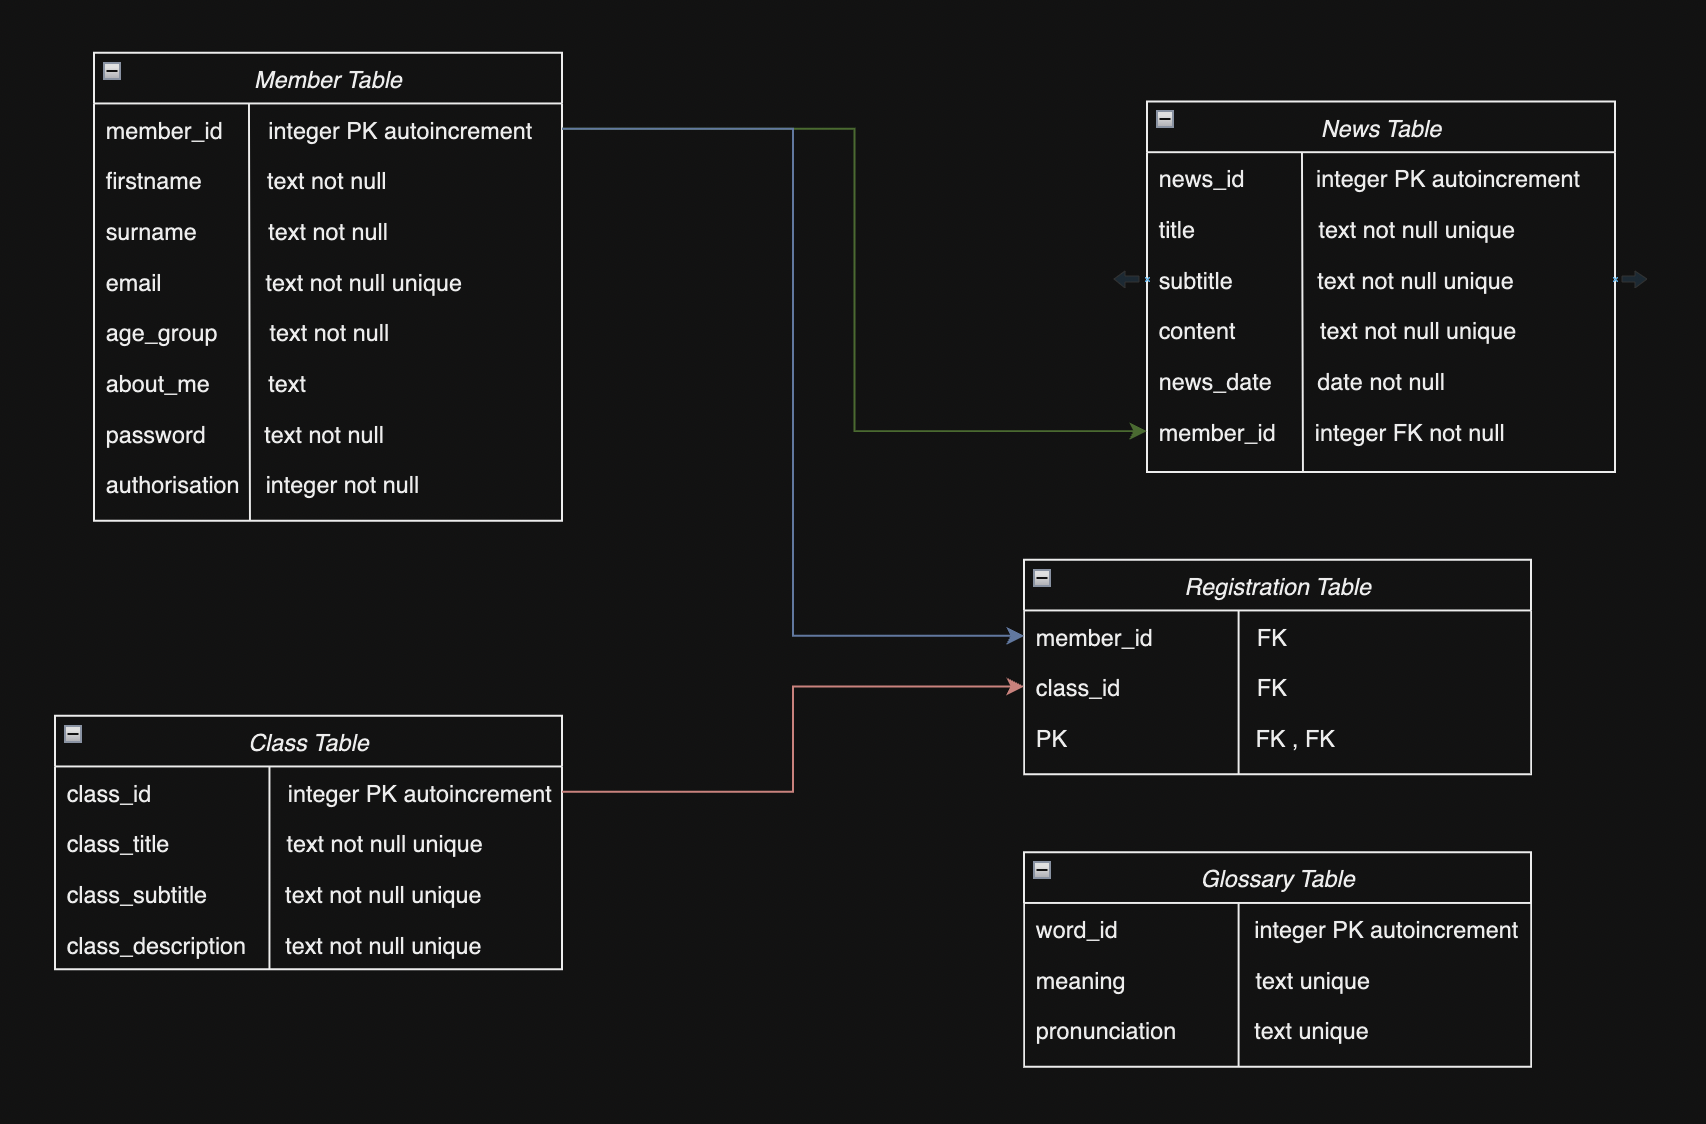 Member Table
member_id integer PK autoincrement
firstname text not null
surname text not null
email text not null unique
age_group text not null
about_me text
password text not null
authorisation integer not null
News Table
news_id integer PK autoincrement
title text not null unique
subtitle text not null unique
content text not null unique
news_date date not null
member_id integer FK not null
Registration Table
member_id FK
class_id FK
PK FK , FK
Class Table
class_id integer PK autoincrement
class_title text not null unique
class_subtitle text not null unique
class_description text not null unique
Glossary Table
word_id integer PK autoincrement
meaning text unique
pronunciation text unique